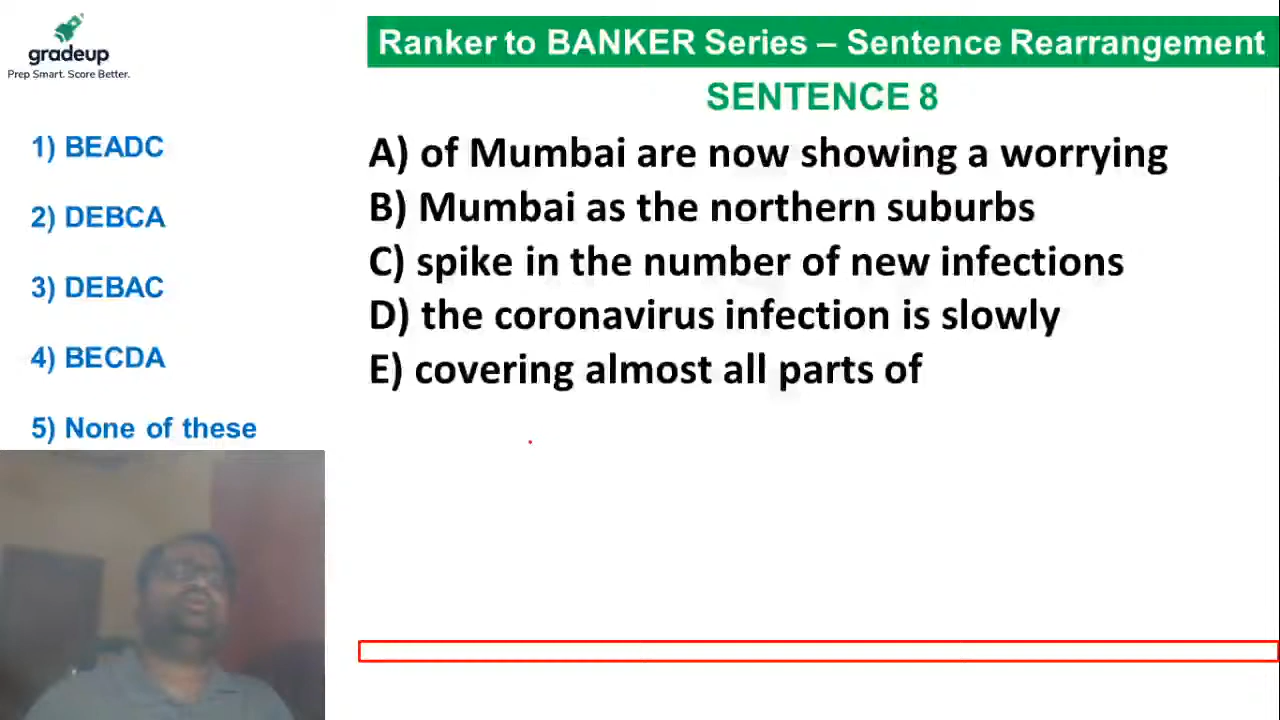 gradeup
Prep Smart. Score Better.
Ranker to BANKER Series – Sentence Rearrangement
SENTENCE 8
1) BEADC
2) DEBCA
3) DEBAC
4) BECDA
5) None of these
A) of Mumbai are now showing a worrying
B) Mumbai as the northern suburbs
C) spike in the number of new infections
D) the coronavirus infection is slowly
E) covering almost all parts of